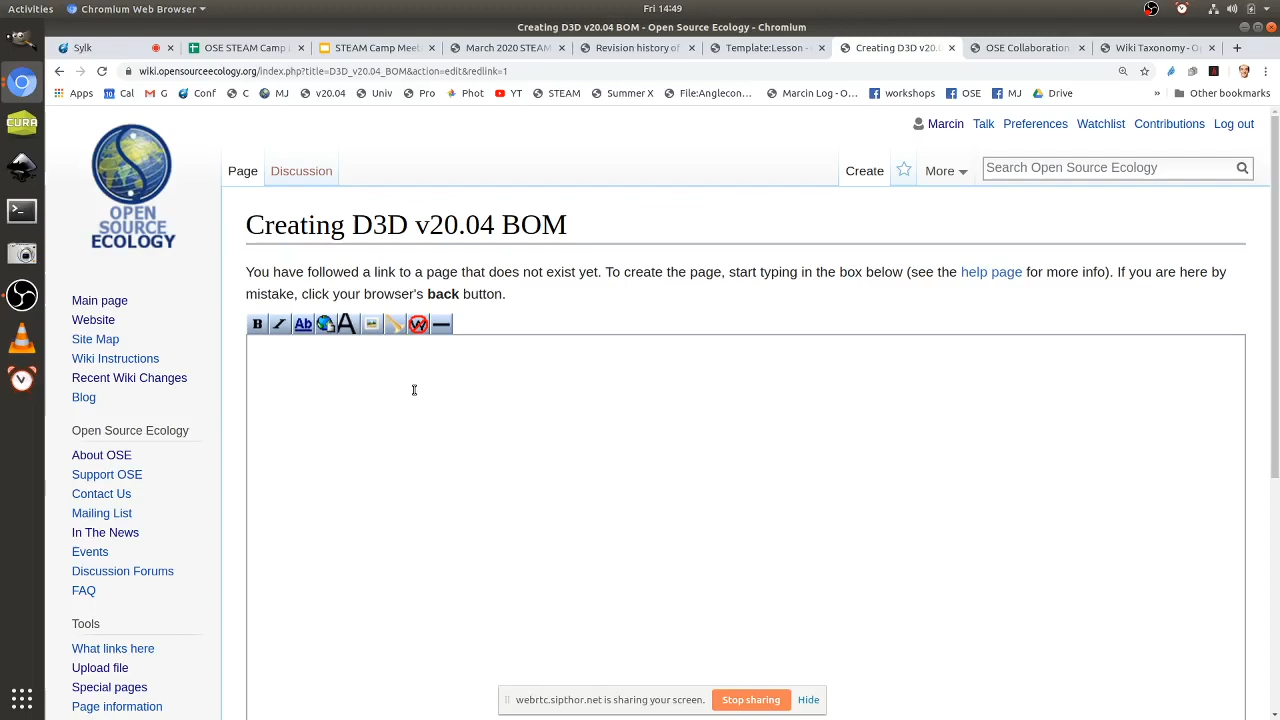 Activities Chromium Web Browser Fri 14:49
Creating D3D v20.04 BOM - Open Source Ecology - Chromium
Sylk OSE STEAM Camp STEAM Camp Mee March 2020 STEAM Revision history of Template:Lesson - Creating D3D v20. OSE Collaboration Wiki Taxonomy - O
wiki.opensourceecology.org/index.php?title=D3D_v20.04_BOM&action=edit&redlink=1
Apps Cal G Conf C MJ v20.04 Univ Pro Phot YT STEAM Summer X File:Anglecon... Marcin Log - O... workshops OSE MJ Drive » Other bookmarks
Marcin Talk Preferences Watchlist Contributions Log out
Page Discussion Create More Search Open Source Ecology
OPEN
SOURCE
ECOLOGY
Creating D3D v20.04 BOM
You have followed a link to a page that does not exist yet. To create the page, start typing in the box below (see the help page for more info). If you are here by
mistake, click your browser's back button.
B I Ab A W
Main page
Website
Site Map
Wiki Instructions
Recent Wiki Changes
Blog
Open Source Ecology
About OSE
Support OSE
Contact Us
Mailing List
In The News
Events
Discussion Forums
FAQ
Tools
What links here
Upload file
Special pages
Page information
CURA
webrtc.sipthor.net is sharing your screen. Stop sharing Hide